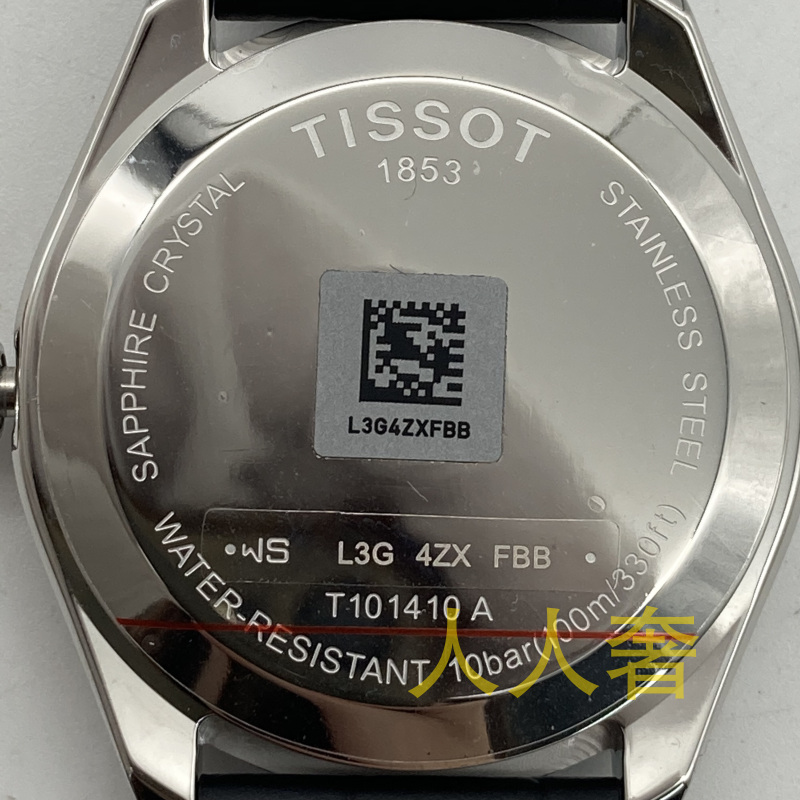 TISSOT
1853
SAPPHIRE CRYSTAL
STAINLESS STEEL
L3G4ZXFBB
L3G 4ZX FBB
T101410 A
WATER-RESISTANT 10bar(100m/330ft)
人人奢